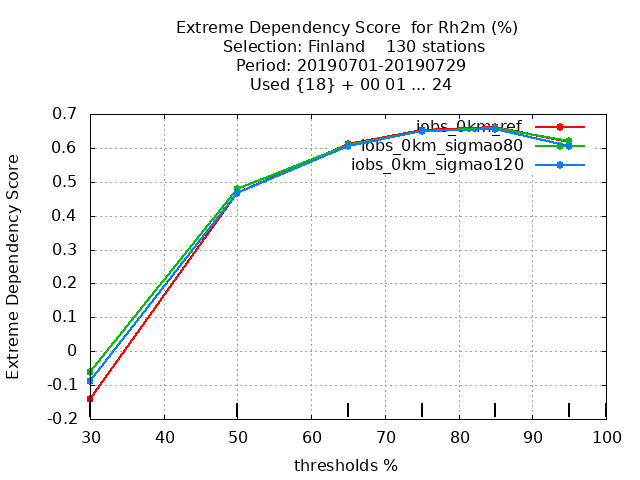 Extreme Dependency Score for Rh2m (%)
Selection: Finland 130 stations
Period: 20190701-20190729
Used {18} + 00 01 ... 24
Extreme Dependency Score
0.7
0.6
0.5
0.4
0.3
0.2
0.1
0
-0.1
-0.2
iobs_0km_ref
iobs_0km_sigmao80
iobs_0km_sigmao120
30 40 50 60 70 80 90 100
thresholds %